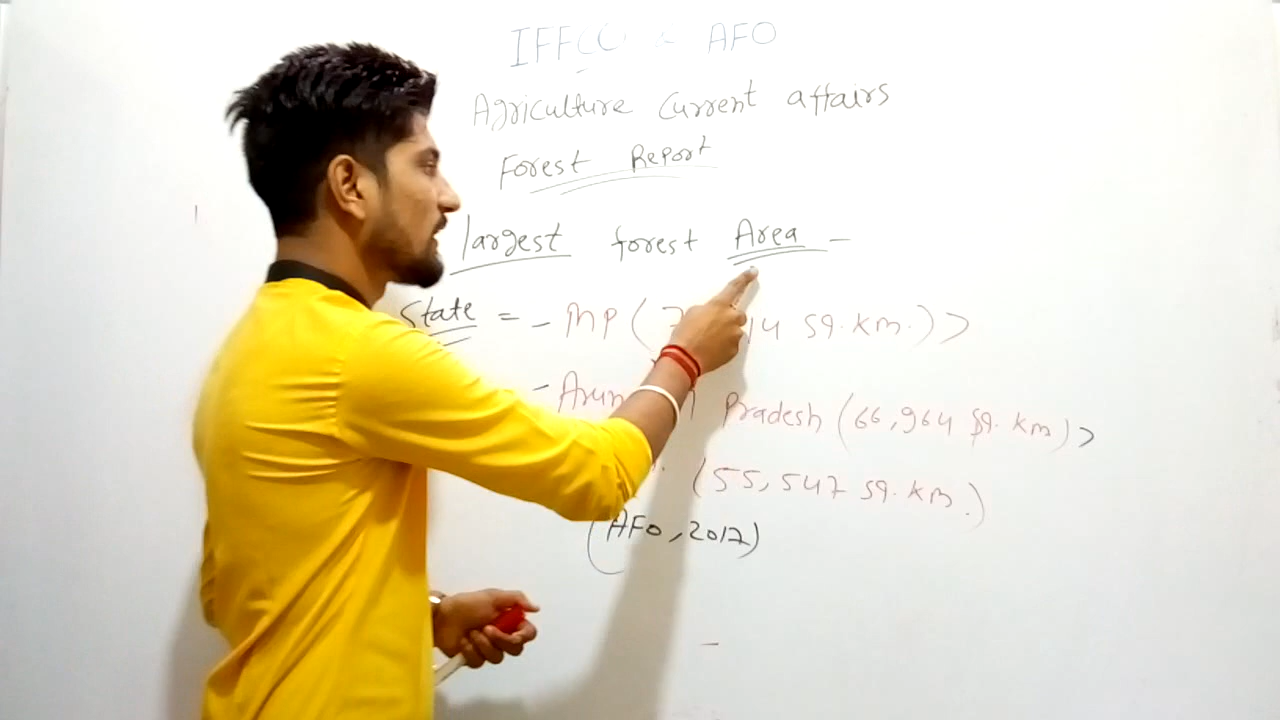 IFFCO & AFO
Agriculture Current affairs
Forest Report
largest forest Area -
State = - MP ( 14 sq. km.) >
- Pradesh (66,964 sq. km) >
(55,547 sq. km.)
(AFO, 2017)